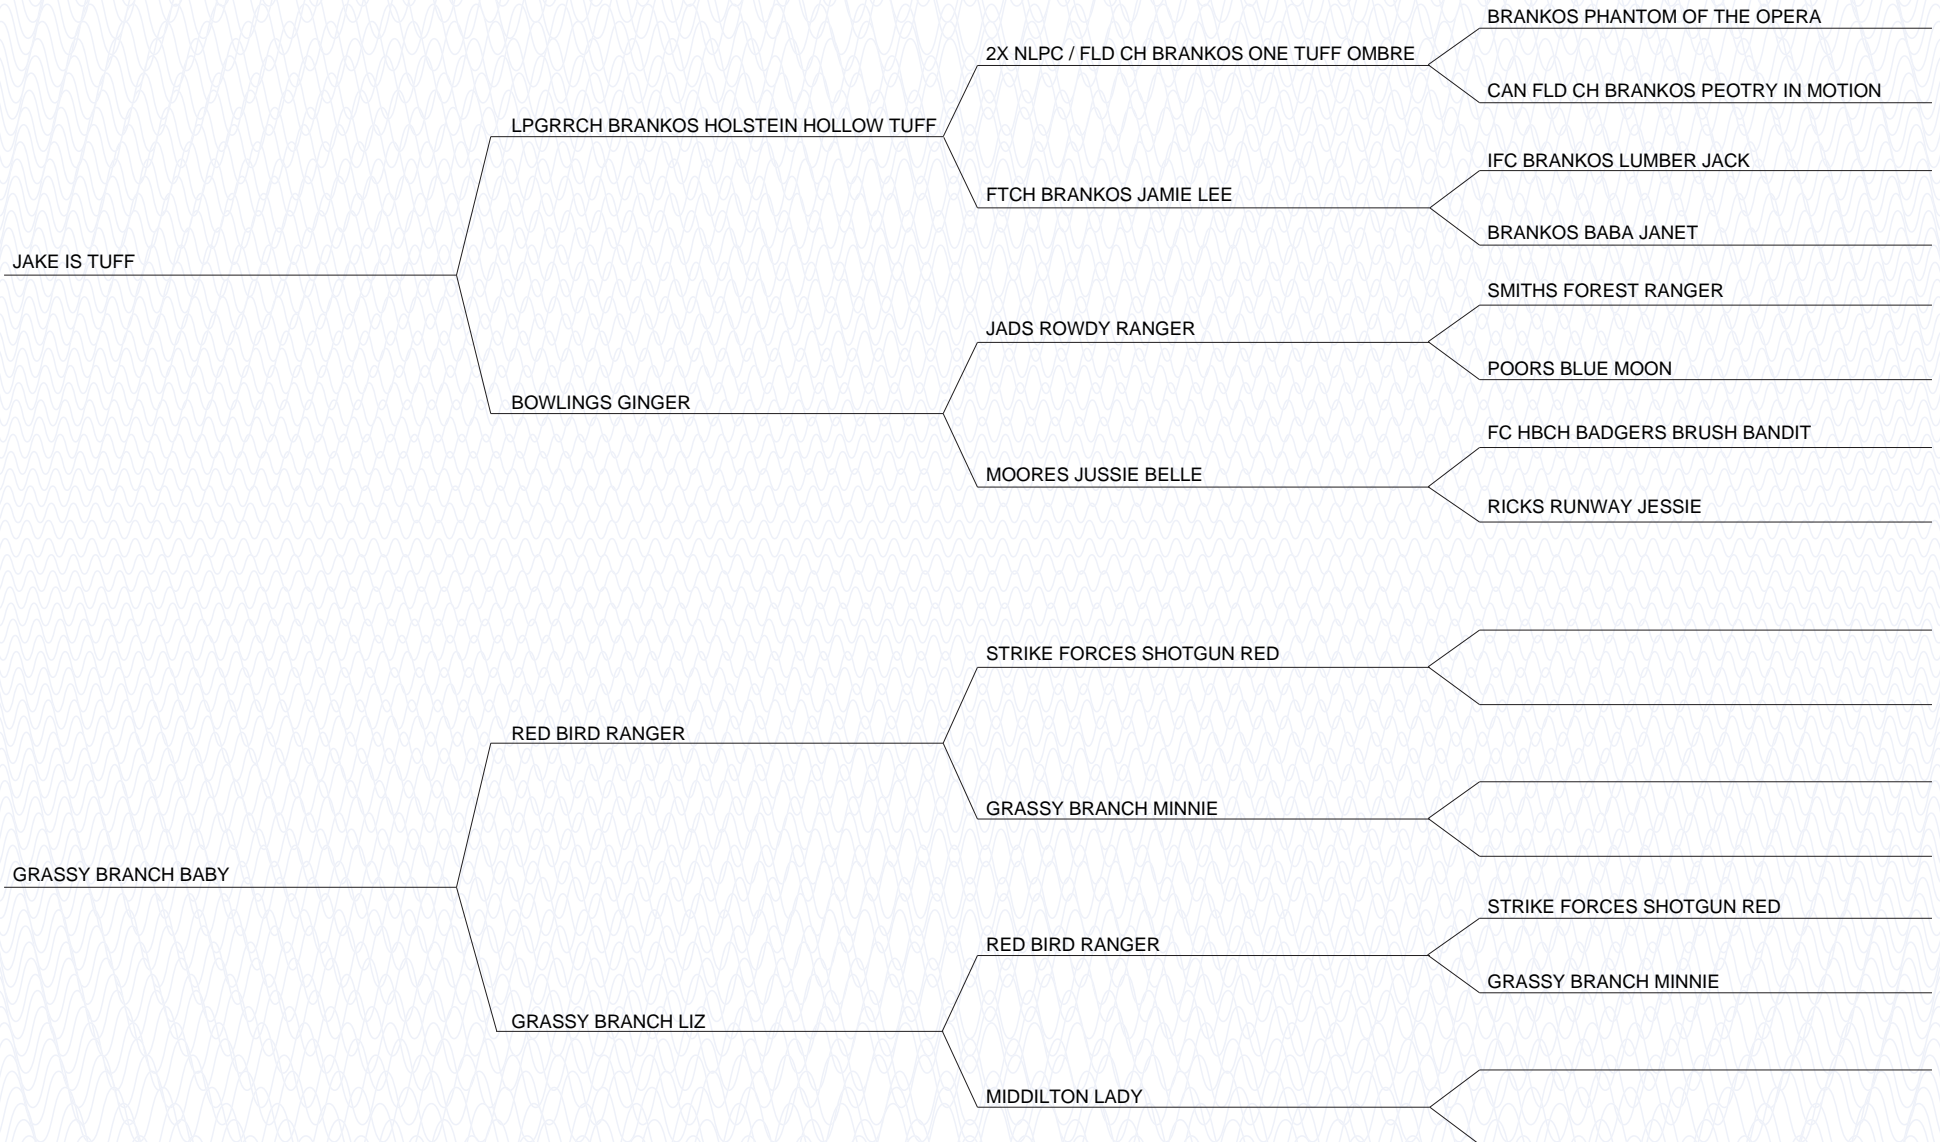 BRANKOS PHANTOM OF THE OPERA
2X NLPC / FLD CH BRANKOS ONE TUFF OMBRE
CAN FLD CH BRANKOS PEOTRY IN MOTION
LPGRRCH BRANKOS HOLSTEIN HOLLOW TUFF
IFC BRANKOS LUMBER JACK
FTCH BRANKOS JAMIE LEE
BRANKOS BABA JANET
JAKE IS TUFF
SMITHS FOREST RANGER
JADS ROWDY RANGER
POORS BLUE MOON
BOWLINGS GINGER
FC HBCH BADGERS BRUSH BANDIT
MOORES JUSSIE BELLE
RICKS RUNWAY JESSIE
STRIKE FORCES SHOTGUN RED
RED BIRD RANGER
GRASSY BRANCH MINNIE
GRASSY BRANCH BABY
STRIKE FORCES SHOTGUN RED
RED BIRD RANGER
GRASSY BRANCH MINNIE
GRASSY BRANCH LIZ
MIDDILTON LADY